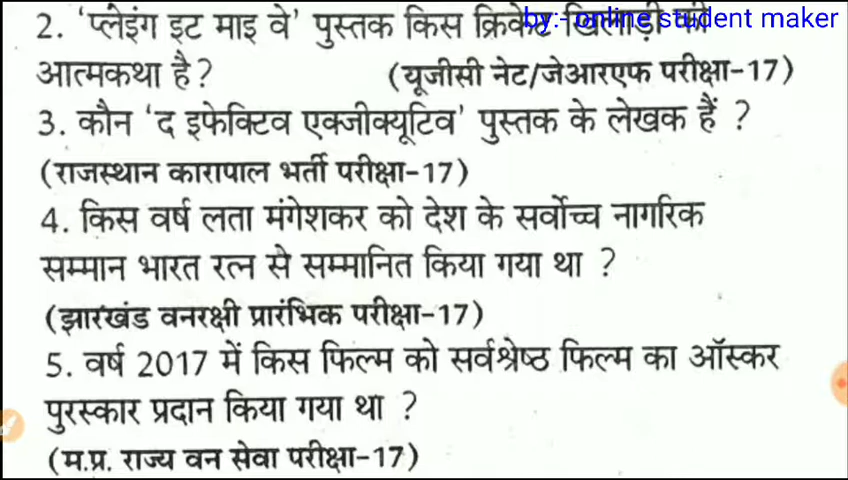 by:- online student maker
2. 'प्लेइंग इट माइ वे' पुस्तक किस क्रिकेट खिलाड़ी की
आत्मकथा है? (यूजीसी नेट/जेआरएफ परीक्षा-17)
3. कौन 'द इफेक्टिव एक्जीक्यूटिव' पुस्तक के लेखक हैं ?
(राजस्थान कारापाल भर्ती परीक्षा-17)
4. किस वर्ष लता मंगेशकर को देश के सर्वोच्च नागरिक
सम्मान भारत रत्न से सम्मानित किया गया था ?
(झारखंड वनरक्षी प्रारंभिक परीक्षा-17)
5. वर्ष 2017 में किस फिल्म को सर्वश्रेष्ठ फिल्म का ऑस्कर
पुरस्कार प्रदान किया गया था ?
(म.प्र. राज्य वन सेवा परीक्षा-17)